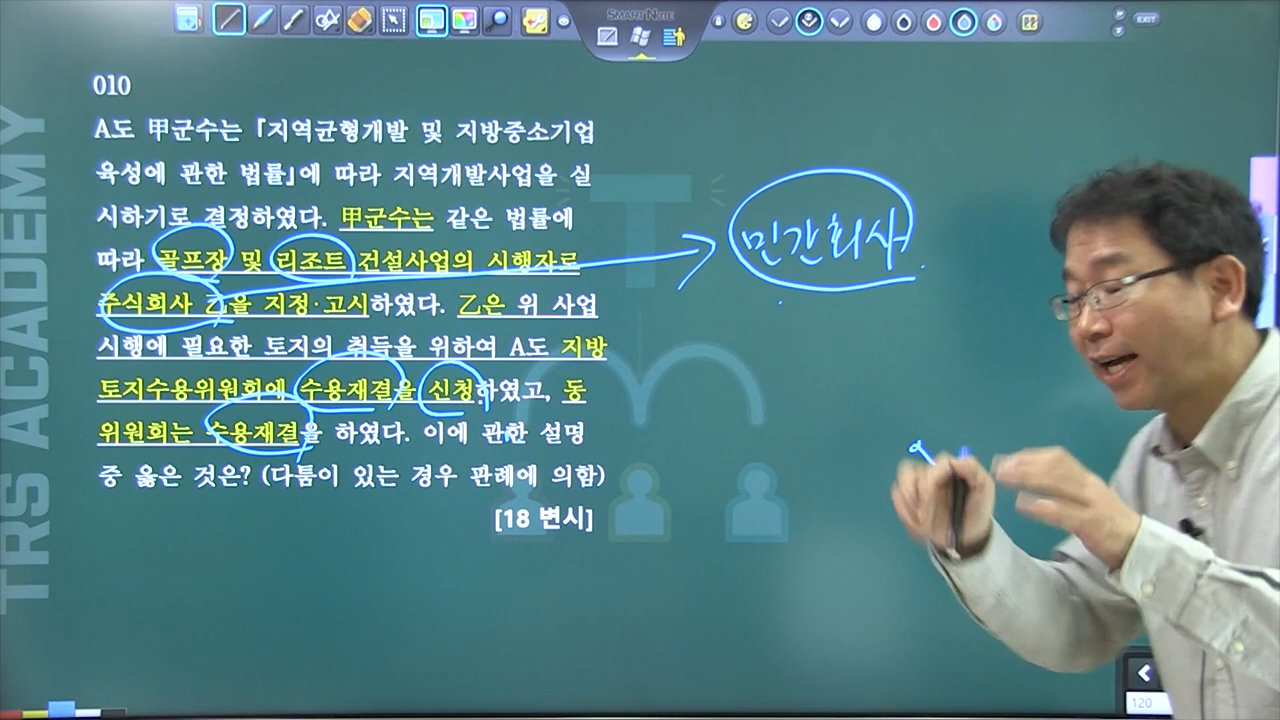 SMART NOTE
EXIT
010
A도 甲군수는 「지역균형개발 및 지방중소기업
육성에 관한 법률」에 따라 지역개발사업을 실
시하기로 결정하였다. 甲군수는 같은 법률에
따라 골프장 및 리조트 건설사업의 시행자로
주식회사 乙을 지정·고시하였다. 乙은 위 사업
시행에 필요한 토지의 취득을 위하여 A도 지방
토지수용위원회에 수용재결을 신청하였고, 동
위원회는 수용재결을 하였다. 이에 관한 설명
중 옳은 것은? (다툼이 있는 경우 판례에 의함)
[18 변시]
민간회사
TRS ACADEMY
120